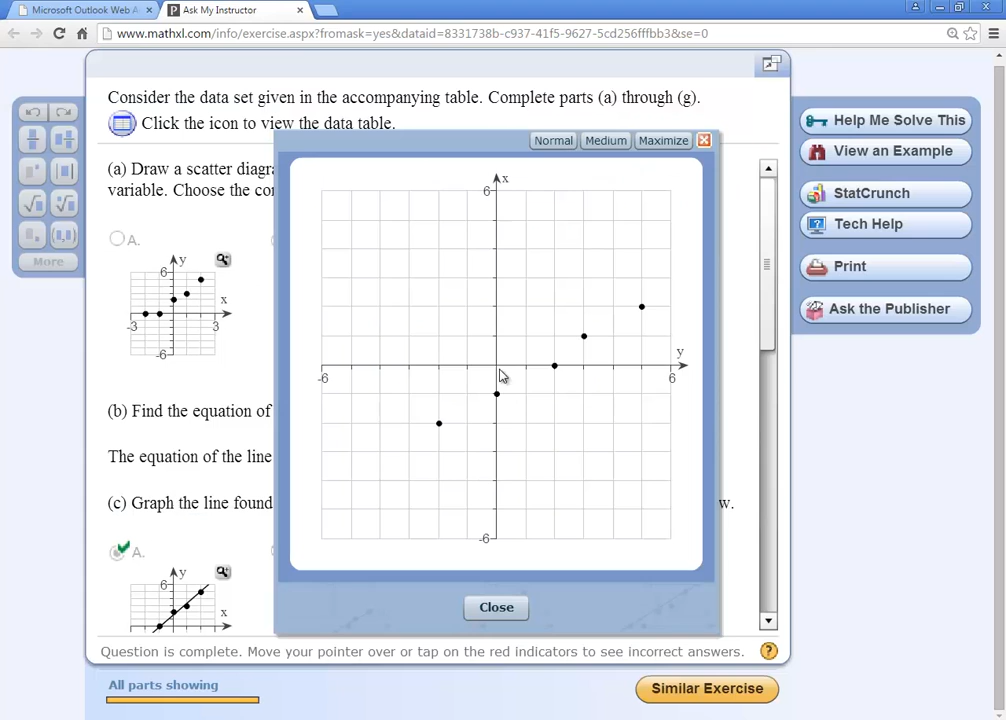 Microsoft Outlook Web A
Ask My Instructor
www.mathxl.com/info/exercise.aspx?fromask=yes&dataid=8331738b-c937-41f5-9627-5cd256fffbb3&se=0
Consider the data set given in the accompanying table. Complete parts (a) through (g).
Click the icon to view the data table.
Normal Medium Maximize
(a) Draw a scatter diagra
variable. Choose the cor
A.
y
6
x
-3 3
-6
x
6
y
-6 6
-6
(b) Find the equation of
The equation of the line
(c) Graph the line found
w.
A.
y
6
x
Close
More
Help Me Solve This
View an Example
StatCrunch
Tech Help
Print
Ask the Publisher
Question is complete. Move your pointer over or tap on the red indicators to see incorrect answers.
All parts showing
Similar Exercise